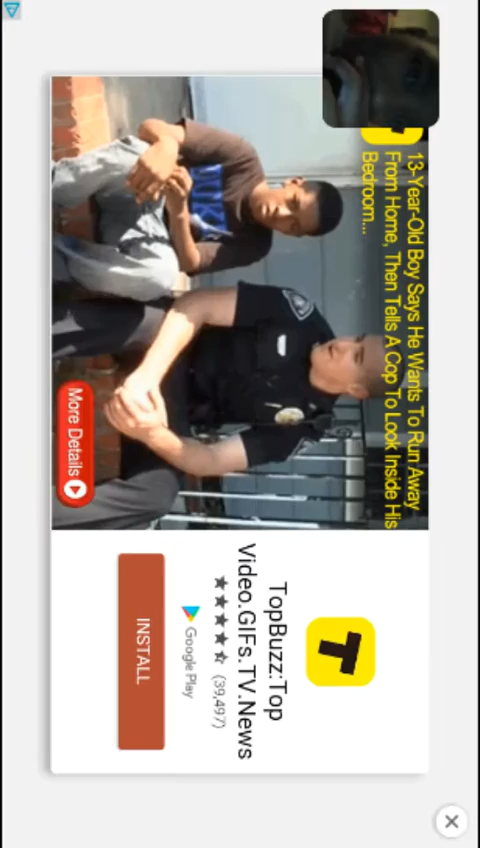 13-Year-Old Boy Says He Wants To Run Away
From Home, Then Tells A Cop To Look Inside His
Bedroom...
More Details
TopBuzz:Top
Video.GIFs.TV.News
(39,497)
Google Play
INSTALL